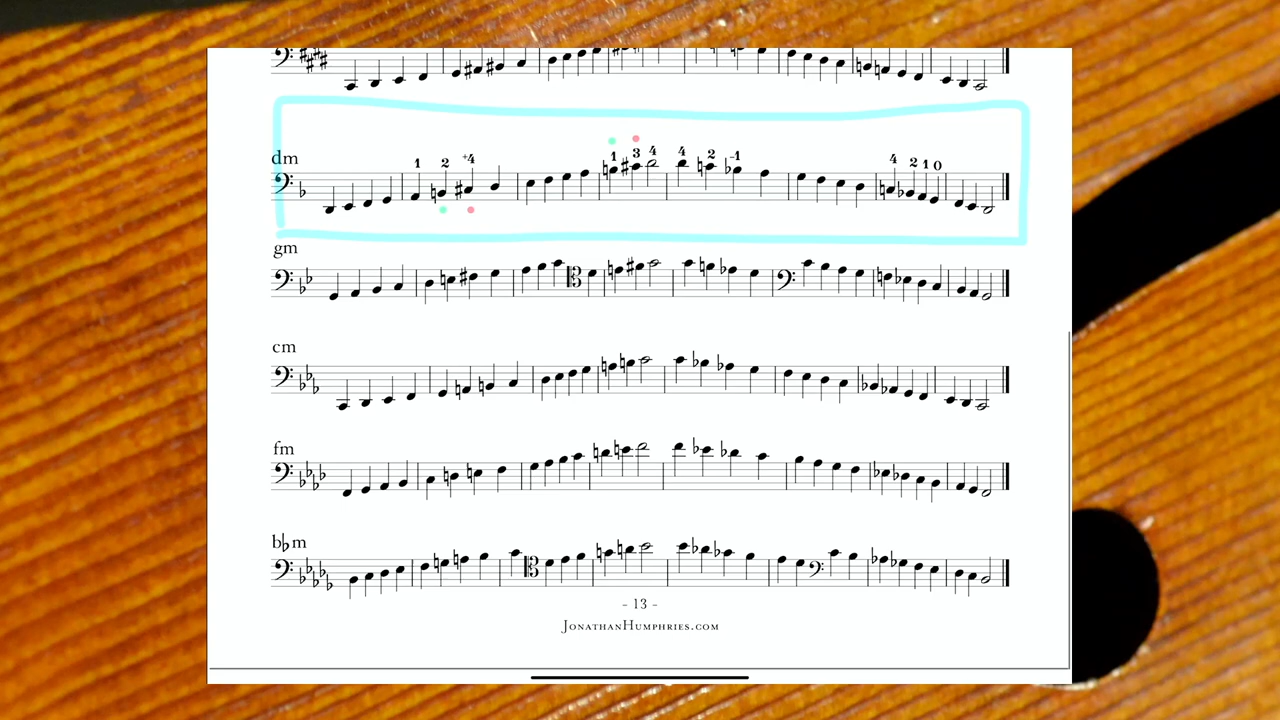 dm
1 2 +4 1 3 4 4 2 -1 4 2 1 0
gm
cm
fm
b♭m
- 13 -
JonathanHumphries.com